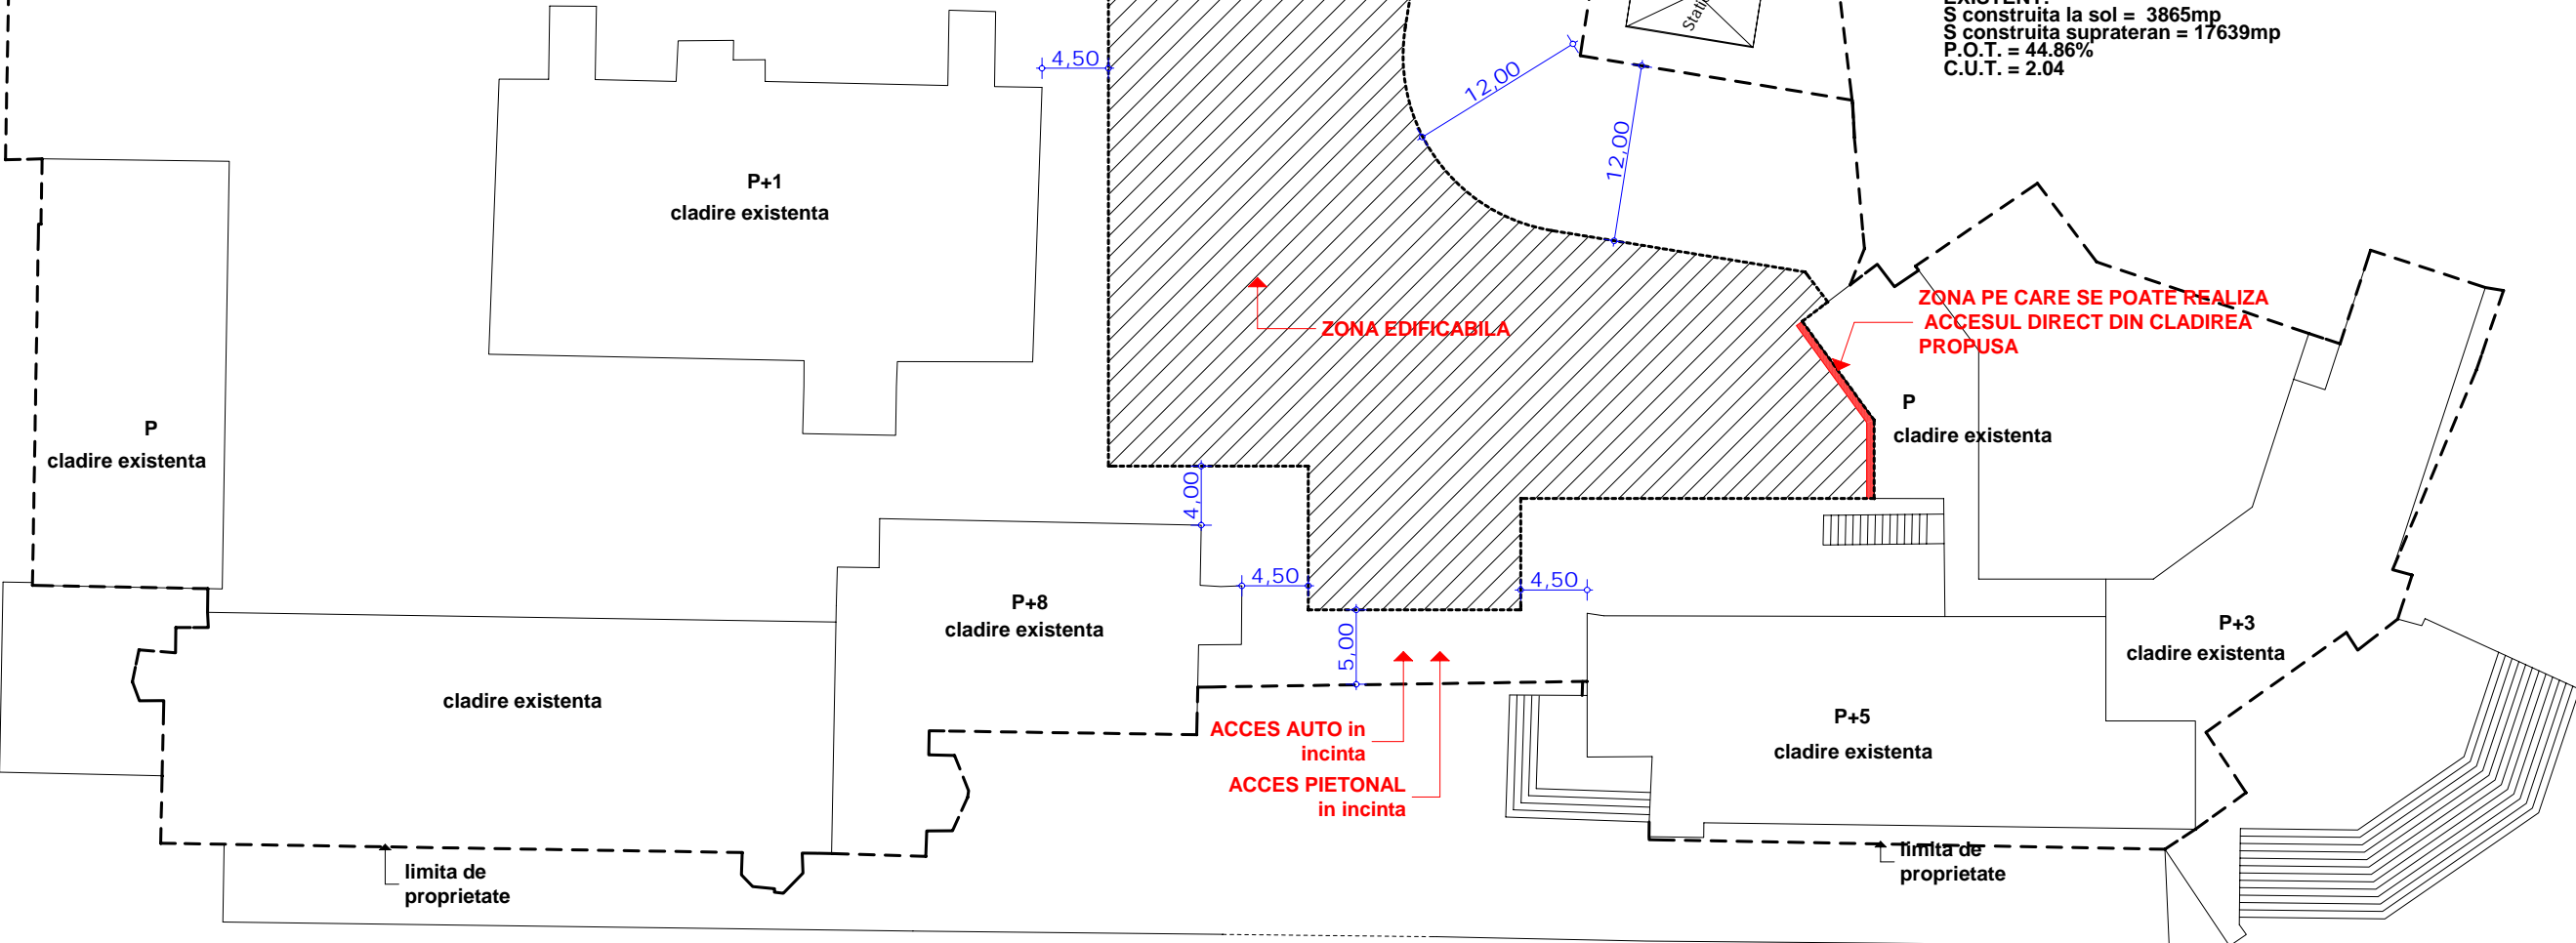 EXISTENT:
S construita la sol = 3865mp
S construita suprateran = 17639mp
P.O.T. = 44.86%
C.U.T. = 2.04
4,50
12,00
12,00
P+1
cladire existenta
ZONA EDIFICABILA
ZONA PE CARE SE POATE REALIZA
ACCESUL DIRECT DIN CLADIREA
PROPUSA
P
cladire existenta
P
cladire existenta
4,00
4,50
4,50
5,00
P+8
cladire existenta
P+3
cladire existenta
cladire existenta
P+5
cladire existenta
ACCES AUTO in
incinta
ACCES PIETONAL
in incinta
limita de
proprietate
limita de
proprietate